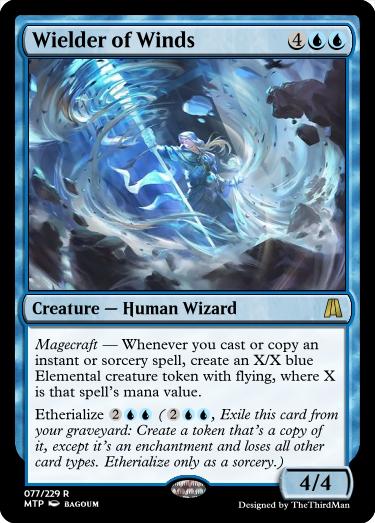 Wielder of Winds 4
Creature — Human Wizard
Magecraft — Whenever you cast or copy an
instant or sorcery spell, create an X/X blue
Elemental creature token with flying, where X
is that spell's mana value.
Etherialize 2 ( 2 , Exile this card from
your graveyard: Create a token that's a copy of
it, except it's an enchantment and loses all other
card types. Etherialize only as a sorcery.)
4/4
077/229 R
MTP BAGOUM
Designed by TheThirdMan